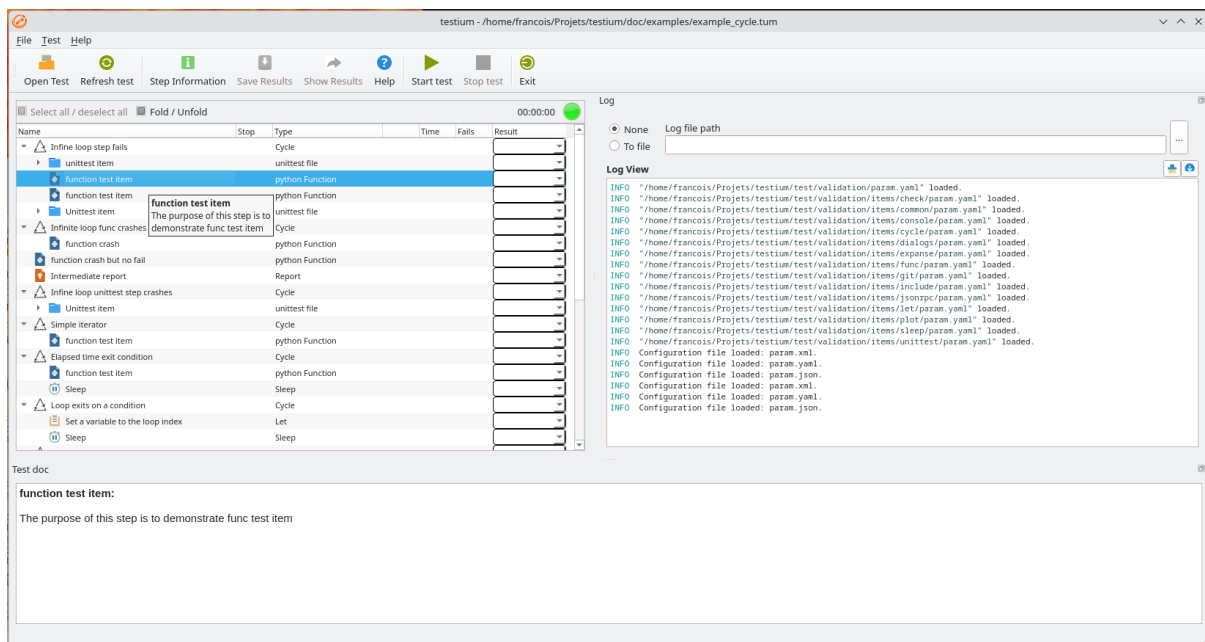 testium - /home/francois/Projets/testium/doc/examples/example_cycle.tum
File Test Help
Open Test Refresh test Step Information Save Results Show Results Help Start test Stop test Exit
Select all / deselect all Fold / Unfold 00:00:00
Name Stop Type Time Fails Result
Infine loop step fails Cycle
unittest item unittest file
function test item python Function
function test item python Function
Unittest item unittest file
function test item
The purpose of this step is to
demonstrate func test item
Infinite loop func crashes Cycle
function crash python Function
function crash but no fail python Function
Intermediate report Report
Infine loop unittest step crashes Cycle
Unittest item unittest file
Simple iterator Cycle
function test item python Function
Elapsed time exit condition Cycle
function test item python Function
Sleep Sleep
Loop exits on a condition Cycle
Set a variable to the loop index Let
Sleep Sleep
Log
None Log file path
To file ...
Log View
INFO "/home/francois/Projets/testium/test/validation/param.yaml" loaded.
INFO "/home/francois/Projets/testium/test/validation/items/check/param.yaml" loaded.
INFO "/home/francois/Projets/testium/test/validation/items/common/param.yaml" loaded.
INFO "/home/francois/Projets/testium/test/validation/items/console/param.yaml" loaded.
INFO "/home/francois/Projets/testium/test/validation/items/cycle/param.yaml" loaded.
INFO "/home/francois/Projets/testium/test/validation/items/dialogs/param.yaml" loaded.
INFO "/home/francois/Projets/testium/test/validation/items/expanse/param.yaml" loaded.
INFO "/home/francois/Projets/testium/test/validation/items/func/param.yaml" loaded.
INFO "/home/francois/Projets/testium/test/validation/items/git/param.yaml" loaded.
INFO "/home/francois/Projets/testium/test/validation/items/include/param.yaml" loaded.
INFO "/home/francois/Projets/testium/test/validation/items/jsonrpc/param.yaml" loaded.
INFO "/home/francois/Projets/testium/test/validation/items/let/param.yaml" loaded.
INFO "/home/francois/Projets/testium/test/validation/items/plot/param.yaml" loaded.
INFO "/home/francois/Projets/testium/test/validation/items/sleep/param.yaml" loaded.
INFO "/home/francois/Projets/testium/test/validation/items/unittest/param.yaml" loaded.
INFO Configuration file loaded: param.xml.
INFO Configuration file loaded: param.yaml.
INFO Configuration file loaded: param.json.
INFO Configuration file loaded: param.xml.
INFO Configuration file loaded: param.yaml.
INFO Configuration file loaded: param.json.
Test doc
function test item:
The purpose of this step is to demonstrate func test item